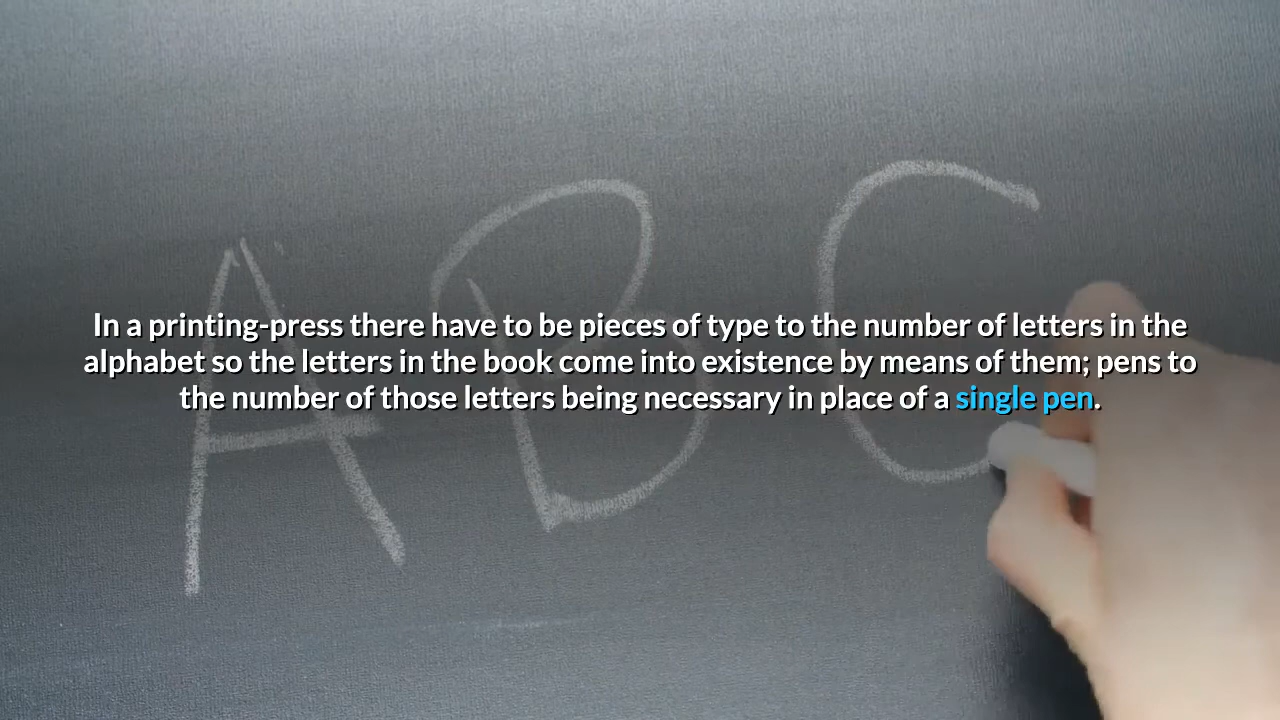 A B C
In a printing-press there have to be pieces of type to the number of letters in the
alphabet so the letters in the book come into existence by means of them; pens to
the number of those letters being necessary in place of a single pen.